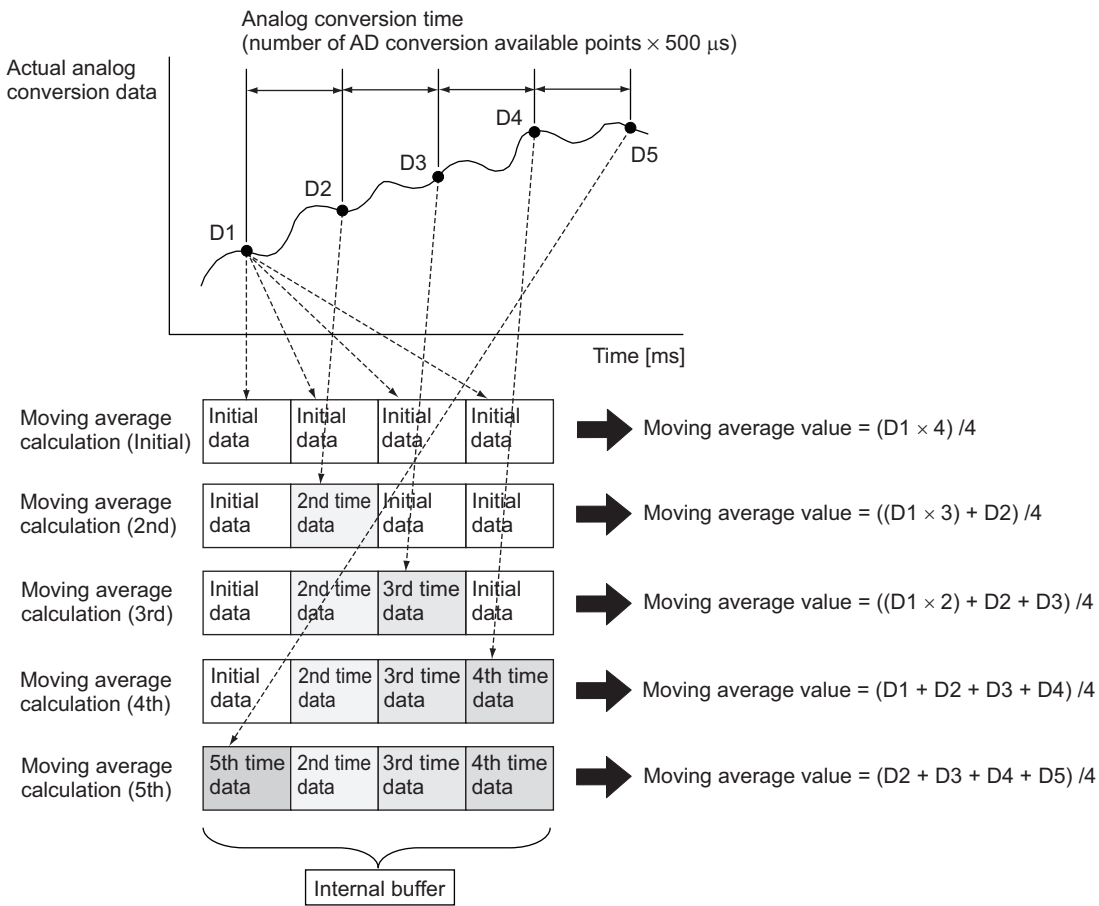 Analog conversion time
(number of AD conversion available points × 500 μs)
Actual analog
conversion data
D1
D2
D3
D4
D5
Time [ms]
Moving average
calculation (Initial)
Initial
data
Initial
data
Initial
data
Initial
data
Moving average value = (D1 × 4) /4
Moving average
calculation (2nd)
Initial
data
2nd time
data
Initial
data
Initial
data
Moving average value = ((D1 × 3) + D2) /4
Moving average
calculation (3rd)
Initial
data
2nd time
data
3rd time
data
Initial
data
Moving average value = ((D1 × 2) + D2 + D3) /4
Moving average
calculation (4th)
Initial
data
2nd time
data
3rd time
data
4th time
data
Moving average value = (D1 + D2 + D3 + D4) /4
Moving average
calculation (5th)
5th time
data
2nd time
data
3rd time
data
4th time
data
Moving average value = (D2 + D3 + D4 + D5) /4
Internal buffer